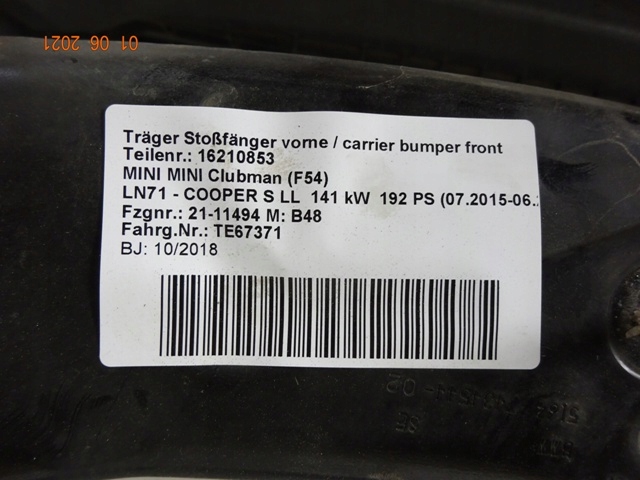 01 06 2021
Träger Stoßfänger vorne / carrier bumper front
Teilenr.: 16210853
MINI MINI Clubman (F54)
LN71 - COOPER S LL  141 kW  192 PS (07.2015-06.
Fzgnr.: 21-11494 M: B48
Fahrg.Nr.: TE67371
BJ: 10/2018